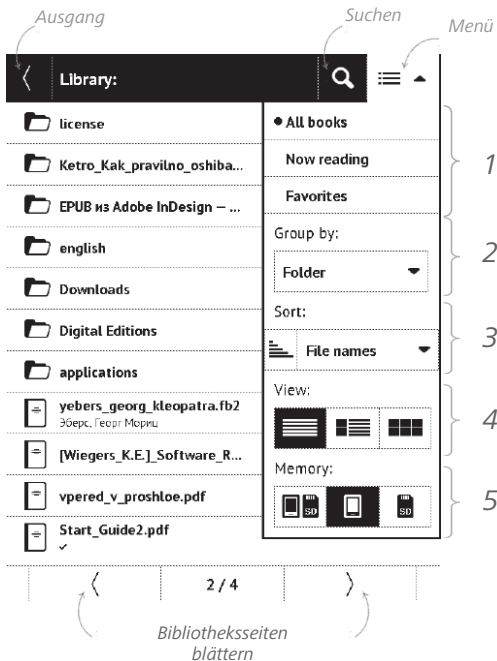 Ausgang
Suchen
Menü
Library:
license
Ketro_Kak_pravilno_oshiba...
EPUB из Adobe InDesign — ...
english
Downloads
Digital Editions
applications
yebers_georg_kleopatra.fb2
Эберс, Георг Мориц
[Wiegers_K.E.]_Software_R...
vpered_v_proshloe.pdf
Start_Guide2.pdf
All books
Now reading
Favorites
Group by:
Folder
Sort:
File names
View:
Memory:
SD
SD
1
2
3
4
5
2 / 4
Bibliotheksseiten
blättern